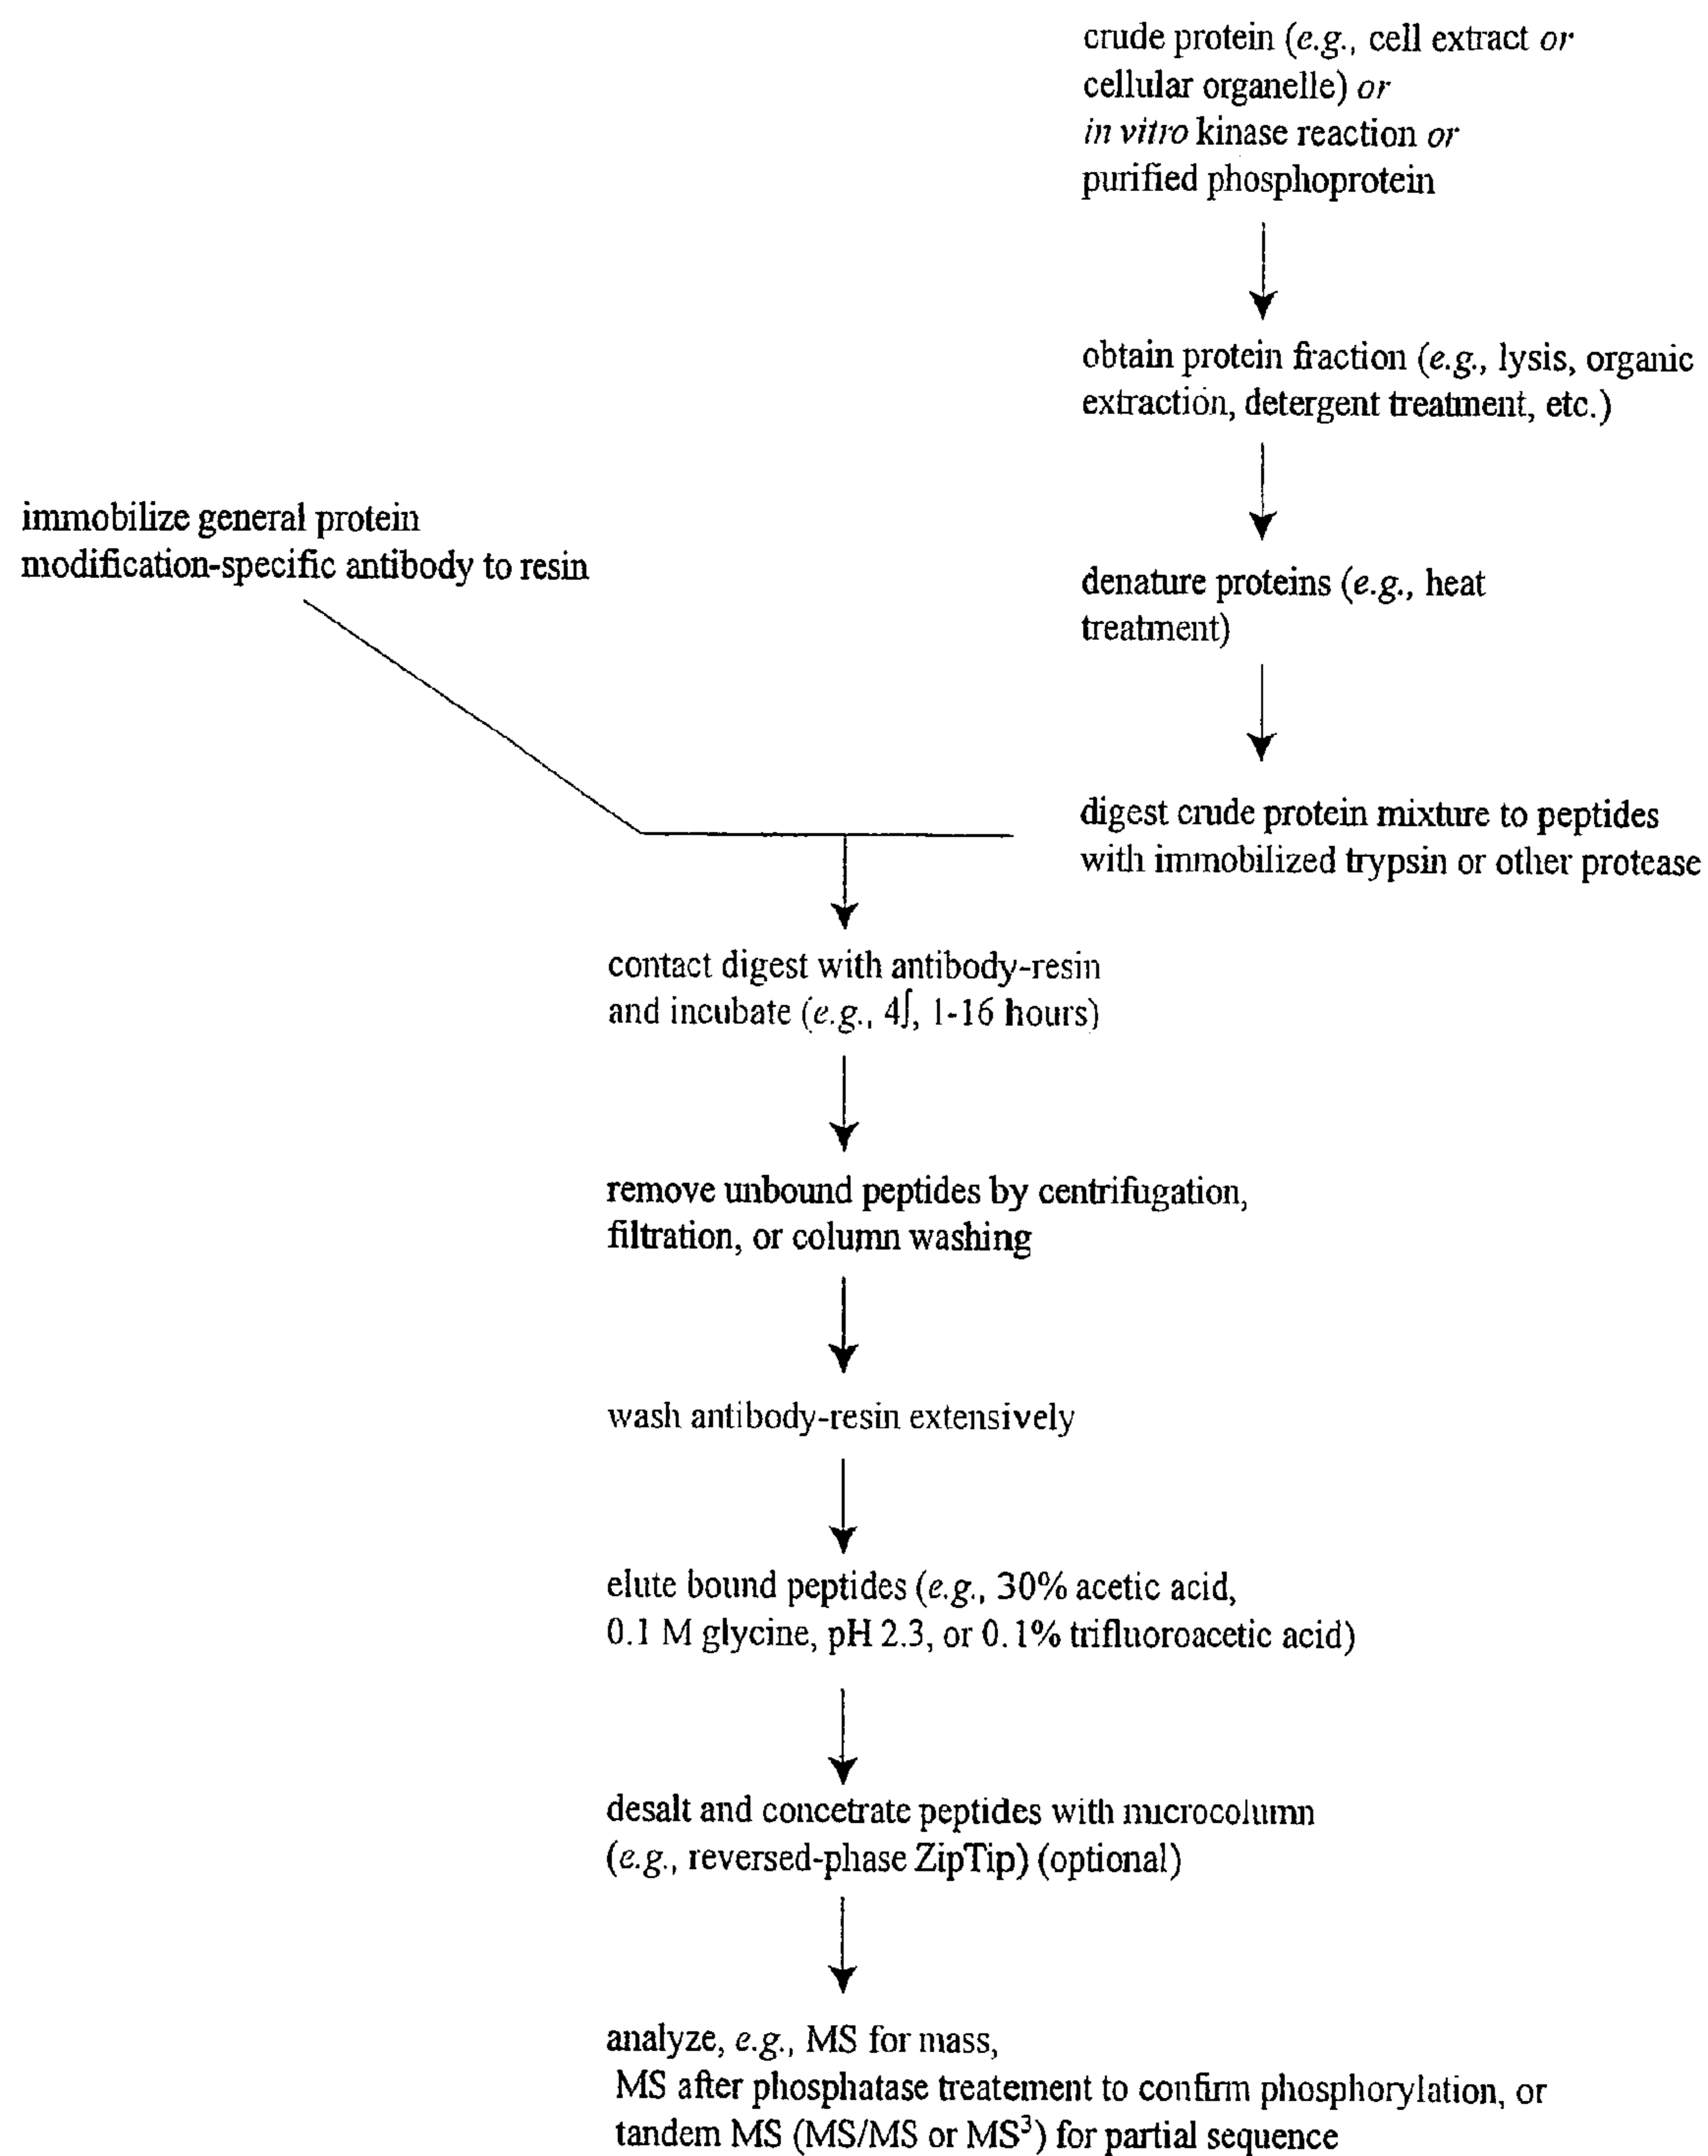 crude protein (e.g., cell extract or
cellular organelle) or
in vitro kinase reaction or
purified phosphoprotein
obtain protein fraction (e.g., lysis, organic
extraction, detergent treatment, etc.)
immobilize general protein
modification-specific antibody to resin
denature proteins (e.g., heat
treatment)
digest crude protein mixture to peptides
with immobilized trypsin or other protease
contact digest with antibody-resin
and incubate (e.g., 4∫, 1-16 hours)
remove unbound peptides by centrifugation,
filtration, or column washing
wash antibody-resin extensively
elute bound peptides (e.g., 30% acetic acid,
0.1 M glycine, pH 2.3, or 0.1% trifluoroacetic acid)
desalt and concetrate peptides with microcolumn
(e.g., reversed-phase ZipTip) (optional)
analyze, e.g., MS for mass,
MS after phosphatase treatement to confirm phosphorylation, or
tandem MS (MS/MS or MS³) for partial sequence